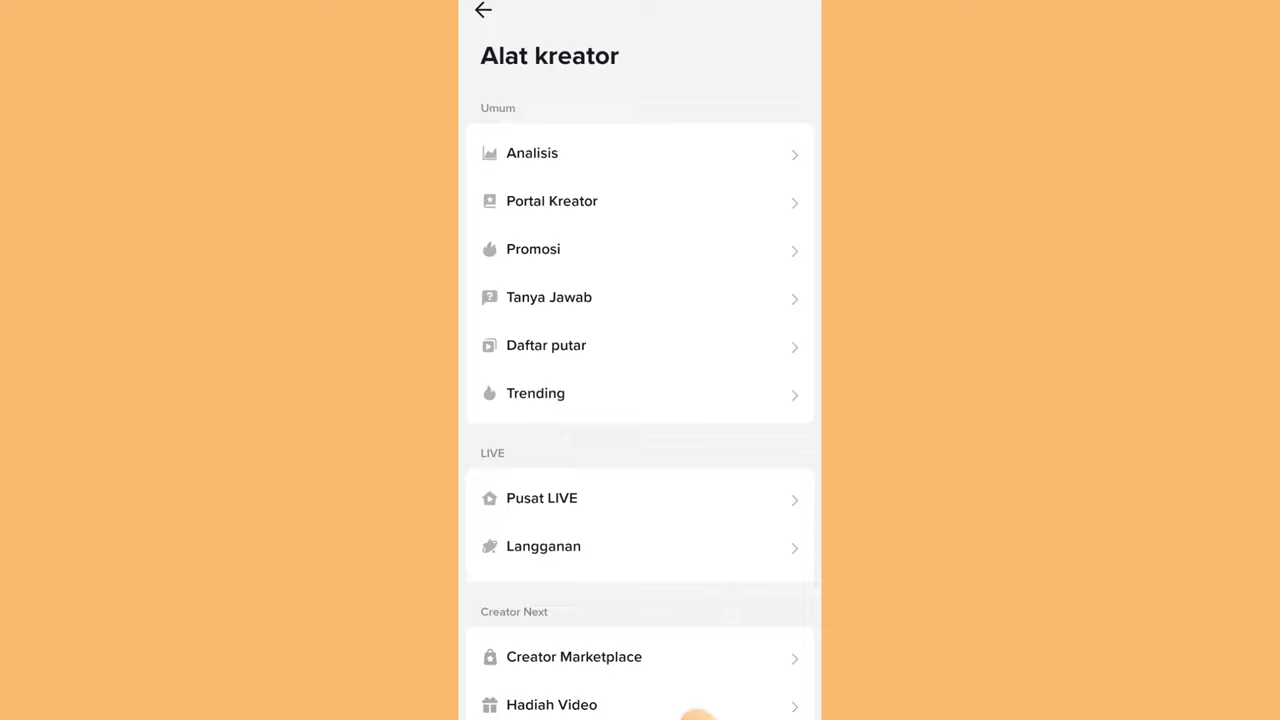 Alat kreator
Umum
Analisis
Portal Kreator
Promosi
Tanya Jawab
Daftar putar
Trending
LIVE
Pusat LIVE
Langganan
Creator Next
Creator Marketplace
Hadiah Video